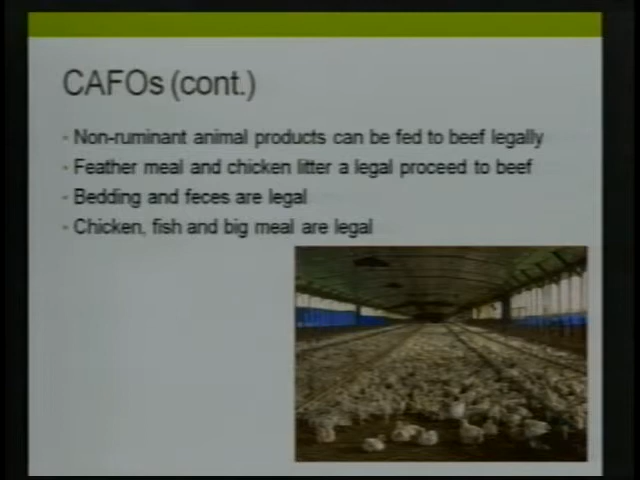 CAFOs (cont.)
- Non-ruminant animal products can be fed to beef legally
- Feather meal and chicken litter a legal proceed to beef
- Bedding and feces are legal
- Chicken, fish and big meal are legal